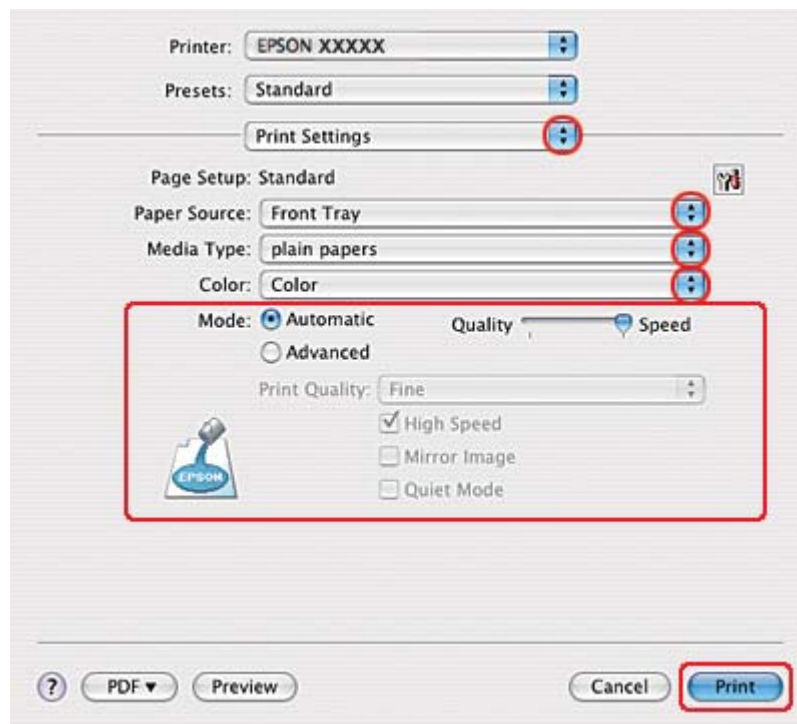 Printer: EPSON XXXXX
Presets: Standard
Print Settings
Page Setup: Standard
Paper Source: Front Tray
Media Type: plain papers
Color: Color
Mode: Automatic Quality Speed
Advanced
Print Quality: Fine
High Speed
Mirror Image
Quiet Mode
EPSON
? PDF Preview Cancel Print